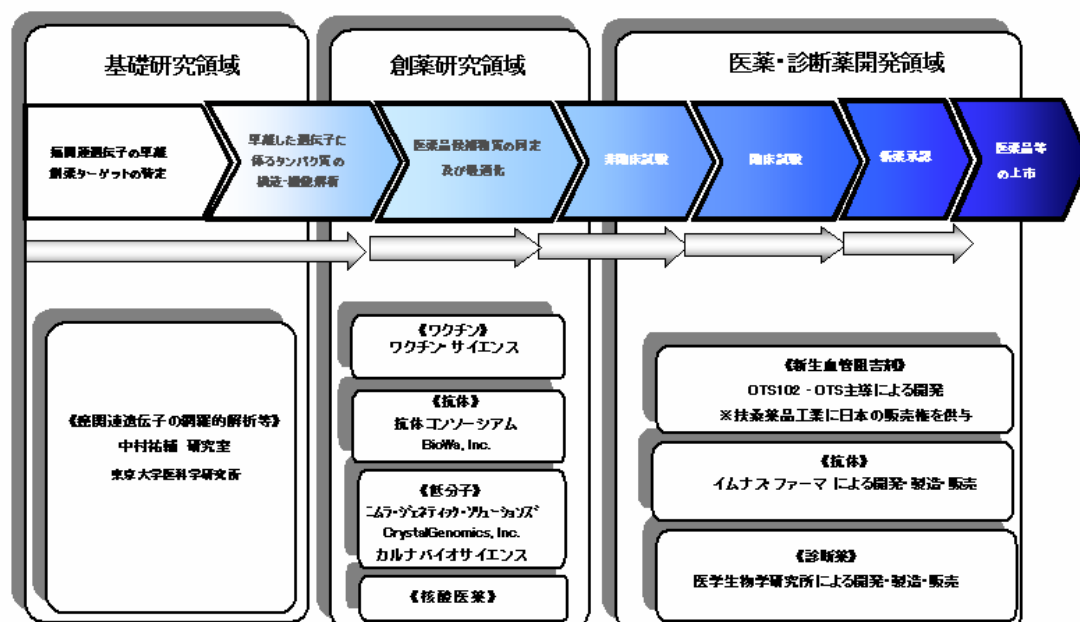 基礎研究領域
創薬研究領域
医薬・診断薬開発領域
癌関連遺伝子の単離
創薬ターゲットの特定
単離した遺伝子に
係るタンパク質の
構造・機能解析
医薬品候補物質の同定
及び最適化
非臨床試験
臨床試験
新薬承認
医薬品等
の上市
《癌関連遺伝子の網羅的解析等》
中村祐輔 研究室
東京大学医科学研究所
《ワクチン》
ワクチン・サイエンス
《抗体》
抗体コンソーシアム
BioWa, Inc.
《低分子》
ニムラ・ジェネティック・ソリューションズ
CrystalGenomics, Inc.
カルナバイオサイエンス
《核酸医薬》
《新生血管阻害剤》
OTS102 - OTS主導による開発
※扶桑薬品工業に日本の販売権を供与
《抗体》
イムナス・ファーマ による開発・製造・販売
《診断薬》
医学生物学研究所による開発・製造・販売